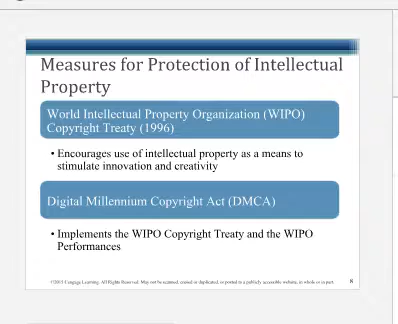 Measures for Protection of Intellectual
Property
World Intellectual Property Organization (WIPO)
Copyright Treaty (1996)
• Encourages use of intellectual property as a means to
stimulate innovation and creativity
Digital Millennium Copyright Act (DMCA)
• Implements the WIPO Copyright Treaty and the WIPO
Performances
©2013 Cengage Learning. All Rights Reserved. May not be scanned, copied or duplicated, or posted to a publicly accessible website, in whole or in part.
8